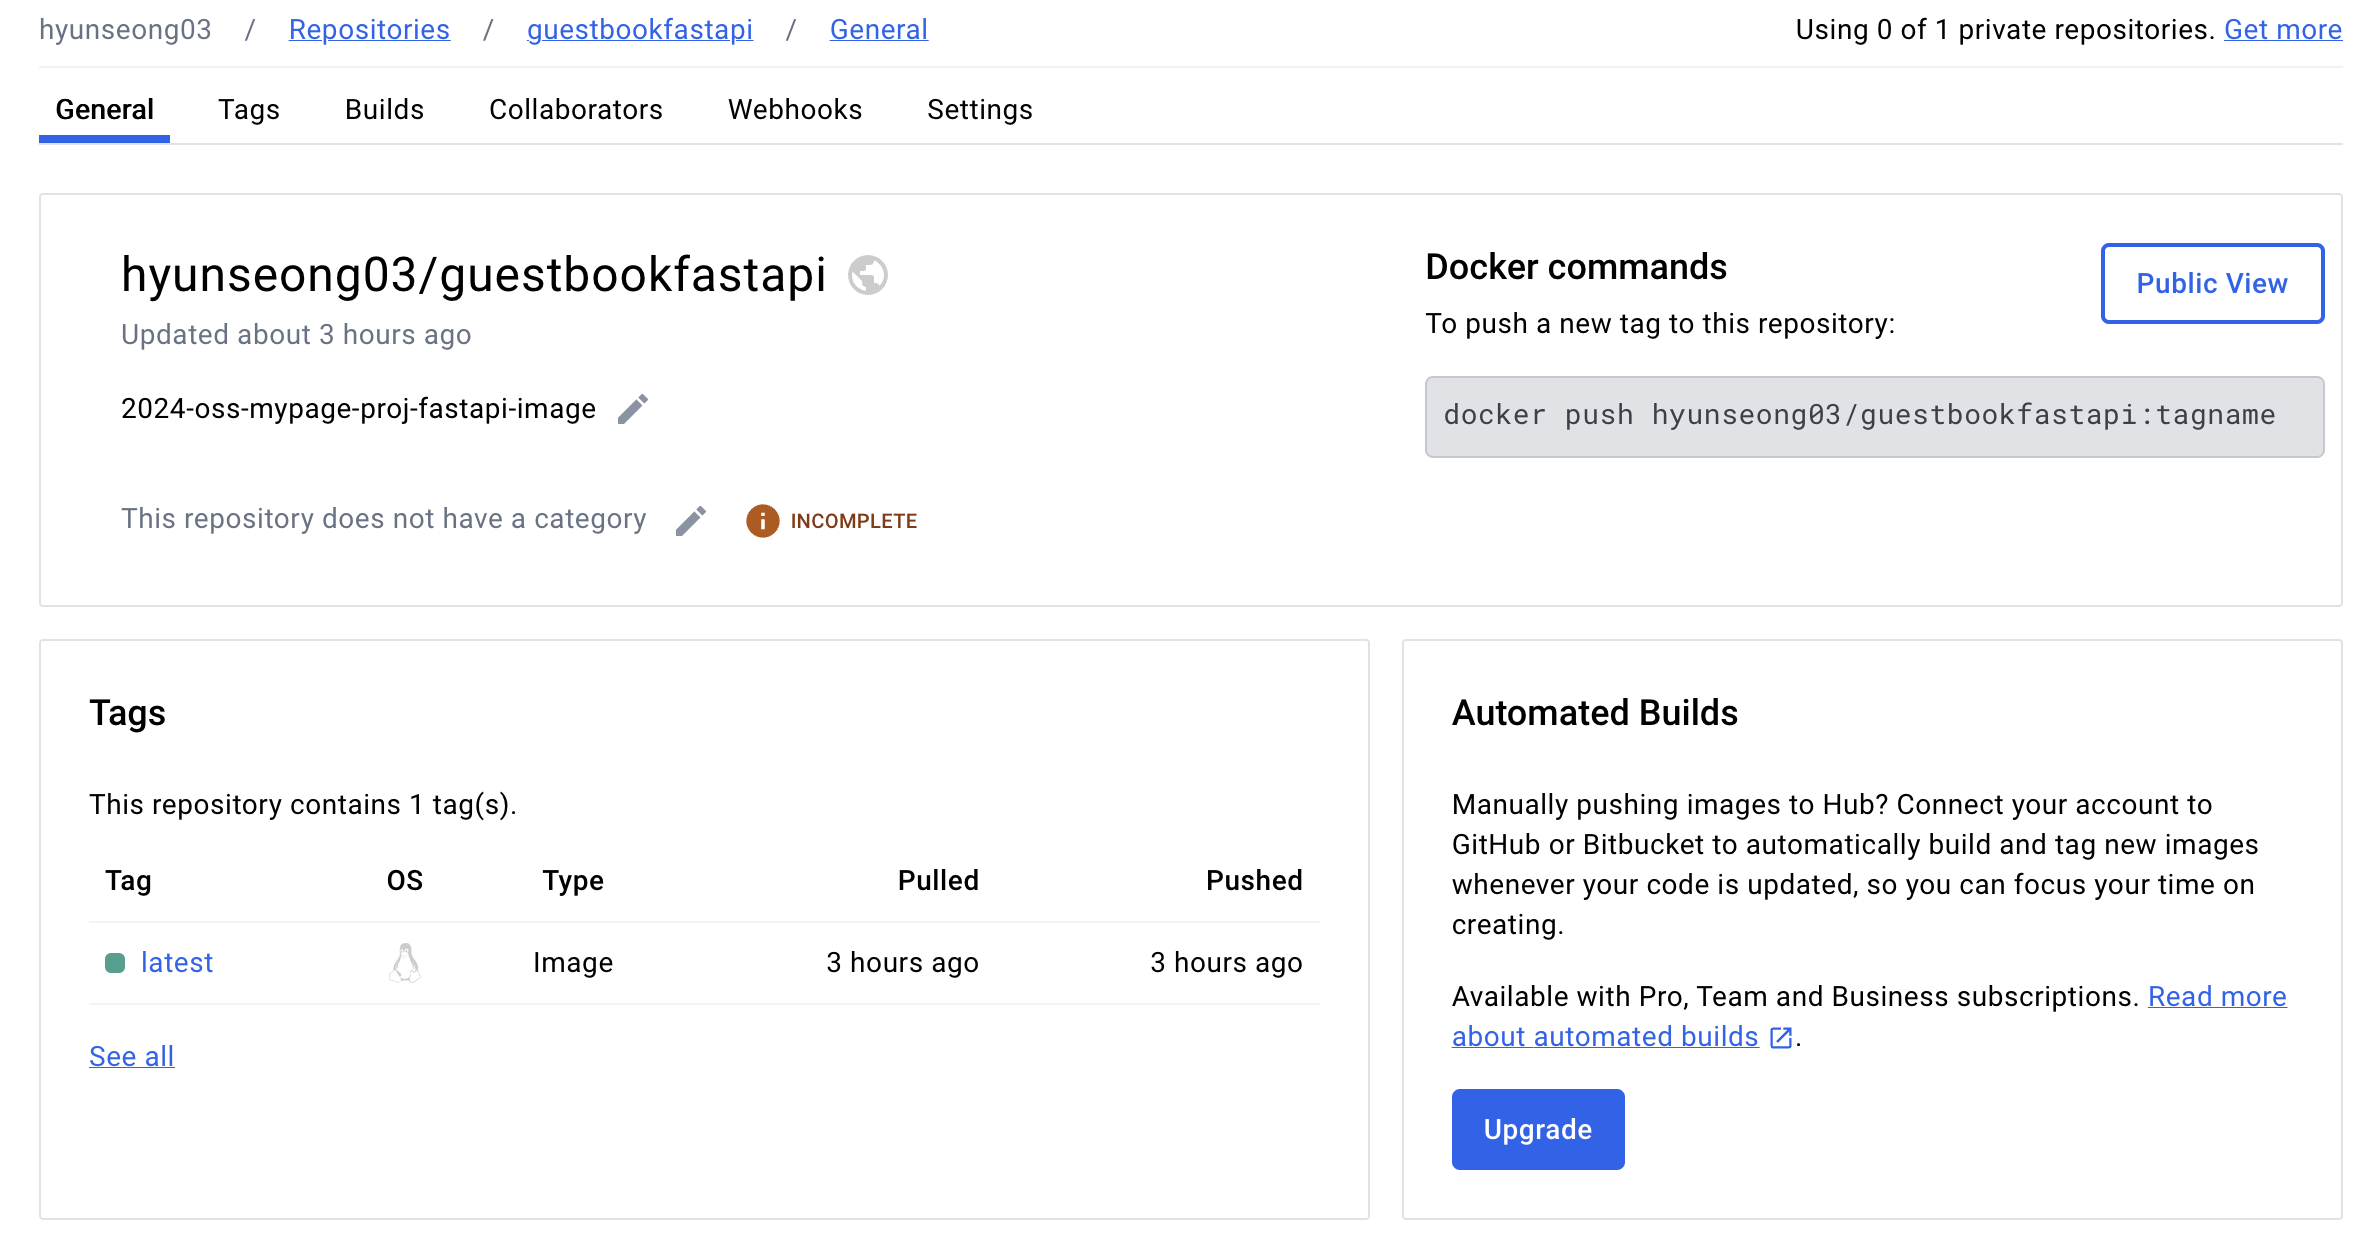 hyunseong03 / Repositories / guestbookfastapi / General
Using 0 of 1 private repositories. Get more
General Tags Builds Collaborators Webhooks Settings
hyunseong03/guestbookfastapi
Updated about 3 hours ago
2024-oss-mypage-proj-fastapi-image
This repository does not have a category
INCOMPLETE
Docker commands
Public View
To push a new tag to this repository:
docker push hyunseong03/guestbookfastapi:tagname
Tags
This repository contains 1 tag(s).
Tag OS Type Pulled Pushed
latest Image 3 hours ago 3 hours ago
See all
Automated Builds
Manually pushing images to Hub? Connect your account to
GitHub or Bitbucket to automatically build and tag new images
whenever your code is updated, so you can focus your time on
creating.
Available with Pro, Team and Business subscriptions. Read more
about automated builds .
Upgrade